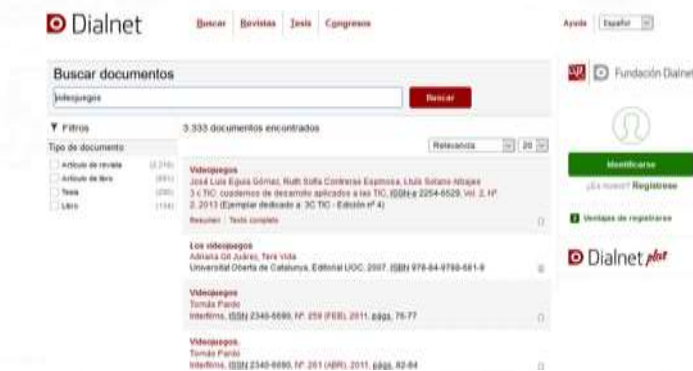 Dialnet
Buscar Revistas Tesis Congresos
Ayuda Español
Buscar documentos
videojuegos
Buscar
Fundación Dialnet
Filtros
3.333 documentos encontrados
Tipo de documento
Relevancia 20
Artículo de revista
Artículo de libro
Tesis
Libro
Videojuegos
José Luis Eguia Gómez, Ruth Sofía Contreras Espinosa, Lluís Solano Albajes
3 c TIC: cuadernos de desarrollo aplicados a las TIC, ISSN-e 2254-6529, Vol. 2, Nº.
2, 2013 (Ejemplar dedicado a: 3C TIC - Edición nº 4)
Resumen Texto completo
Los videojuegos
Adriana Gil Juárez, Tere Vida
Universitat Oberta de Catalunya, Editorial UOC, 2007. ISBN 978-84-9788-581-9
Videojuegos
Tomás Pardo
Interfilms, ISSN 2340-6690, Nº. 259 (FEB), 2011, págs. 76-77
Videojuegos.
Tomás Pardo
Interfilms, ISSN 2340-6690, Nº. 261 (ABR), 2011, págs. 82-84
Identificarse
¿Es nuevo? Regístrese
Ventajas de registrarse
Dialnet plus